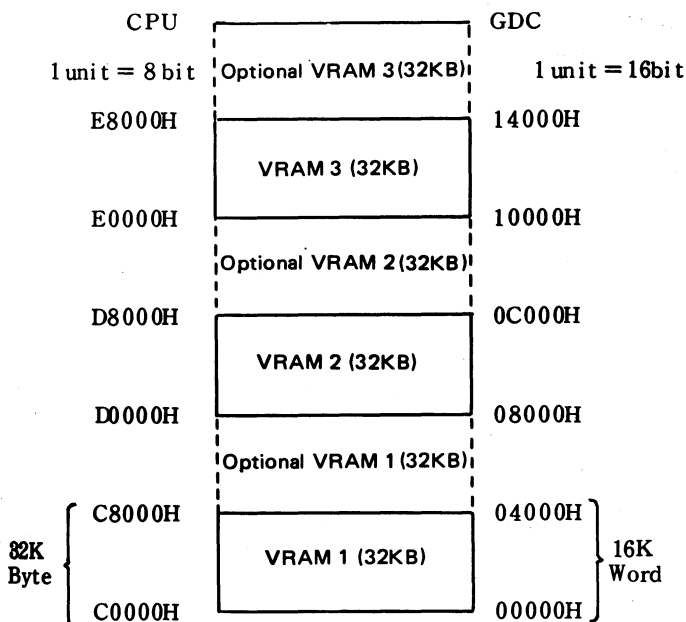 CPU GDC
1 unit = 8 bit Optional VRAM 3(32KB) 1 unit = 16bit
E8000H 14000H
VRAM 3 (32KB)
E0000H 10000H
Optional VRAM 2(32KB)
D8000H 0C000H
VRAM 2 (32KB)
D0000H 08000H
Optional VRAM 1(32KB)
C8000H 04000H
32K Byte VRAM 1 (32KB) 16K Word
C0000H 00000H